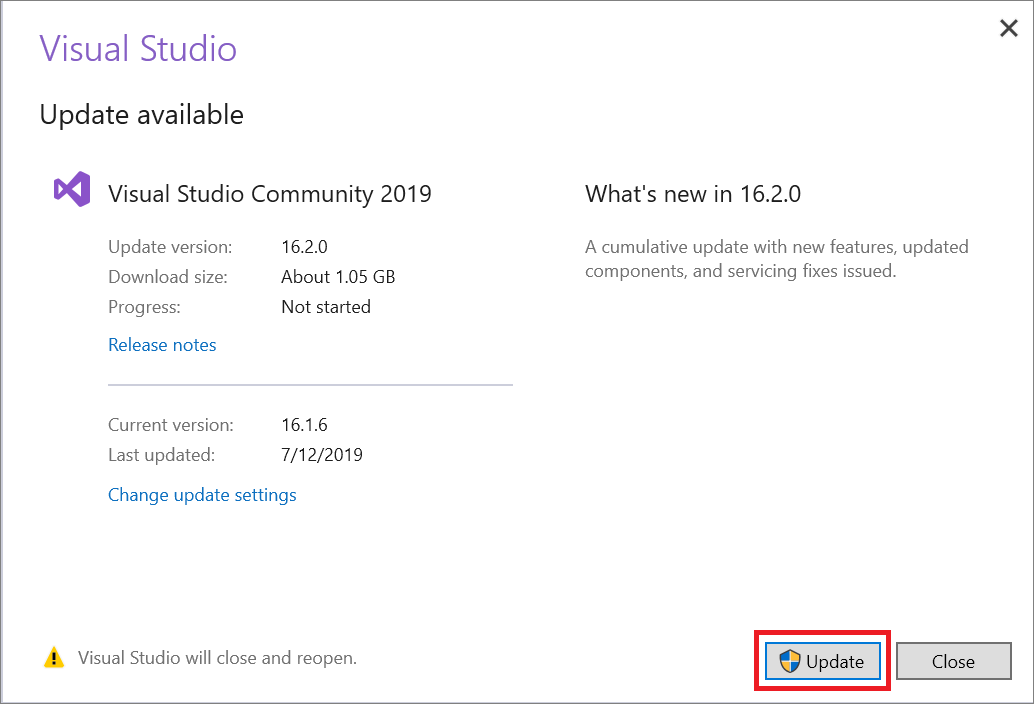 Visual Studio
Update available
Visual Studio Community 2019
Update version: 16.2.0
Download size: About 1.05 GB
Progress: Not started
Release notes
Current version: 16.1.6
Last updated: 7/12/2019
Change update settings
What's new in 16.2.0
A cumulative update with new features, updated
components, and servicing fixes issued.
Visual Studio will close and reopen.
Update
Close